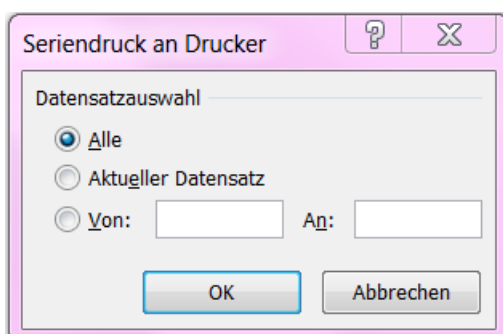 Seriendruck an Drucker
Datensatzauswahl
Alle
Aktueller Datensatz
Von: An:
OK Abbrechen